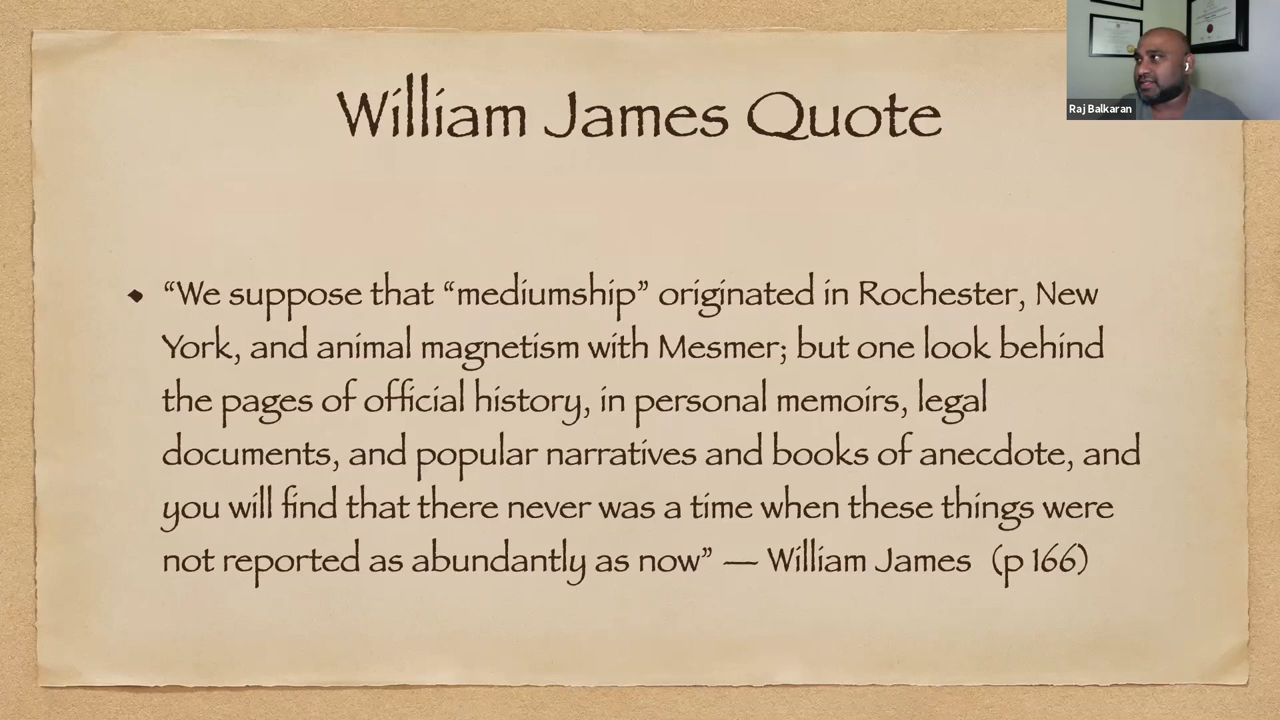 William James Quote
Raj Balkaran
“We suppose that “mediumship” originated in Rochester, New
York, and animal magnetism with Mesmer; but one look behind
the pages of official history, in personal memoirs, legal
documents, and popular narratives and books of anecdote, and
you will find that there never was a time when these things were
not reported as abundantly as now” — William James (p 166)